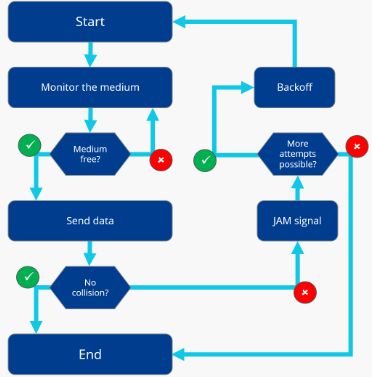 Start
Monitor the medium
Backoff
Medium
free?
More
attempts
possible?
Send data
JAM signal
No
collision?
End